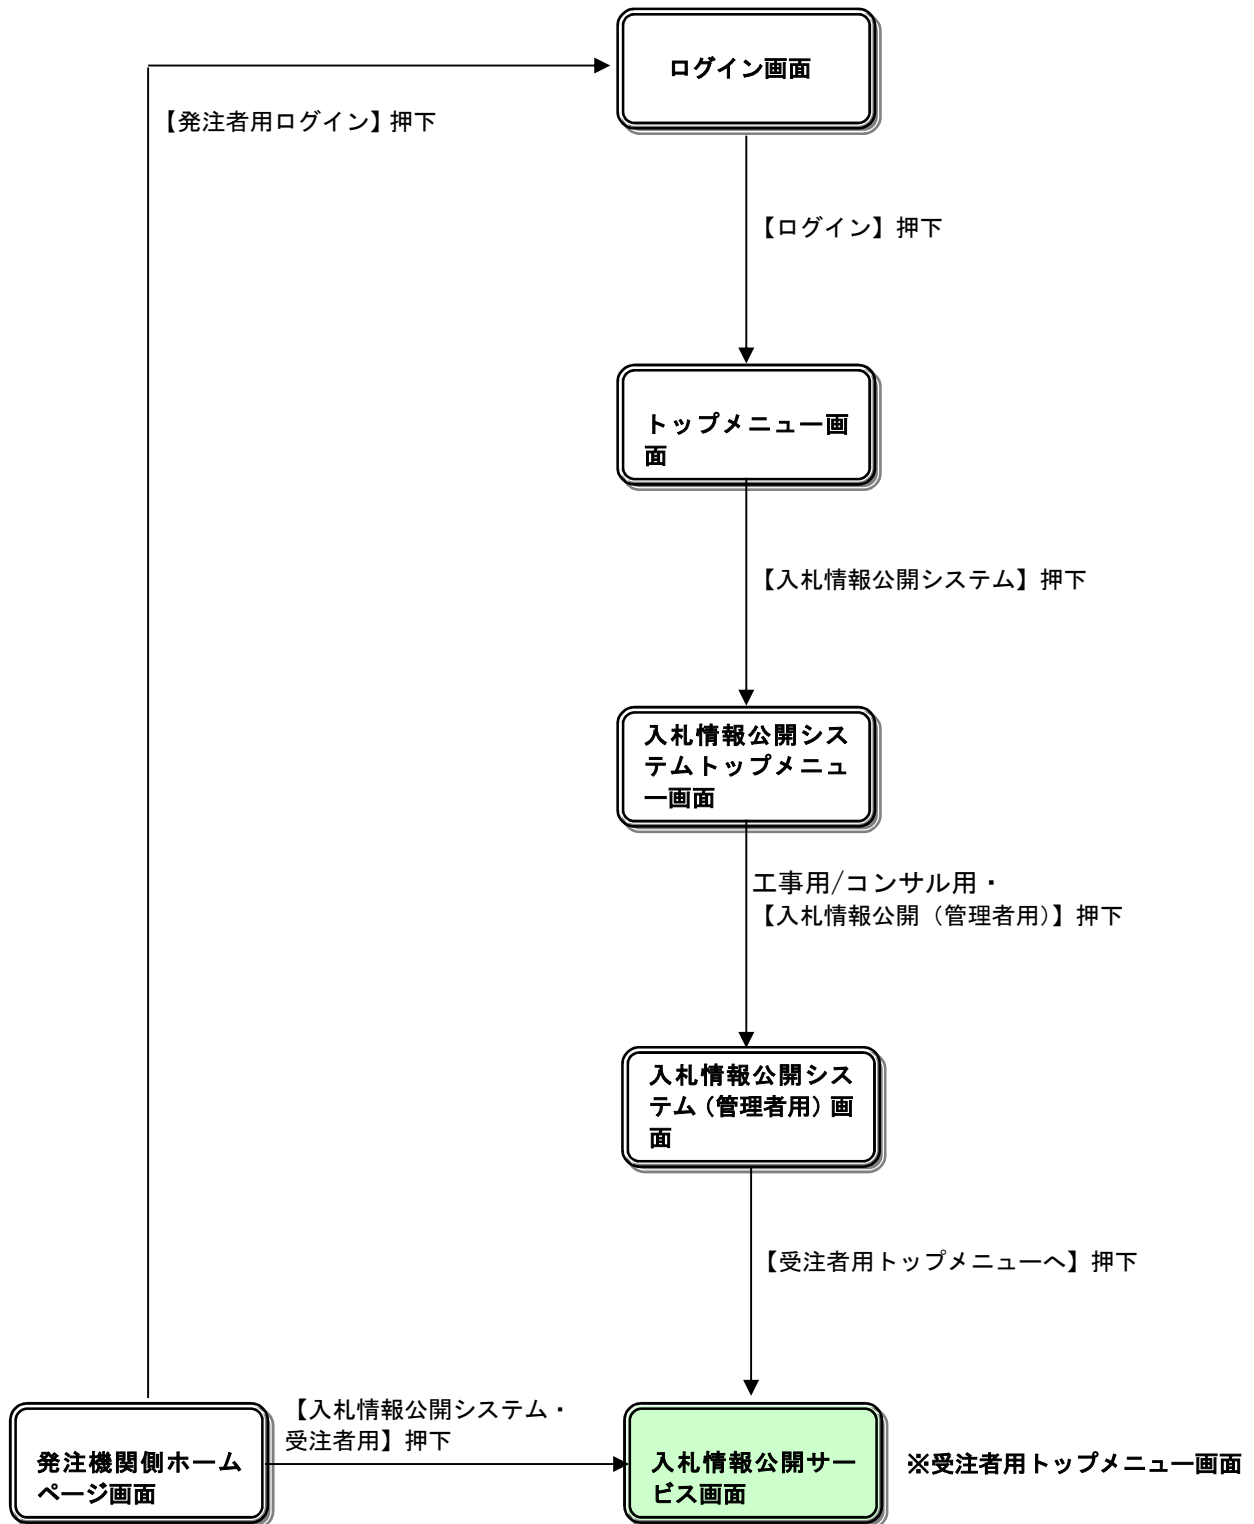 ログイン画面
【発注者用ログイン】押下
【ログイン】押下
トップメニュー画
面
【入札情報公開システム】押下
入札情報公開シス
テムトップメニュ
ー画面
工事用/コンサル用・
【入札情報公開（管理者用）】押下
入札情報公開シス
テム（管理者用）画
面
【受注者用トップメニューへ】押下
【入札情報公開システム・
受注者用】押下
発注機関側ホーム
ページ画面
入札情報公開サー
ビス画面
※受注者用トップメニュー画面